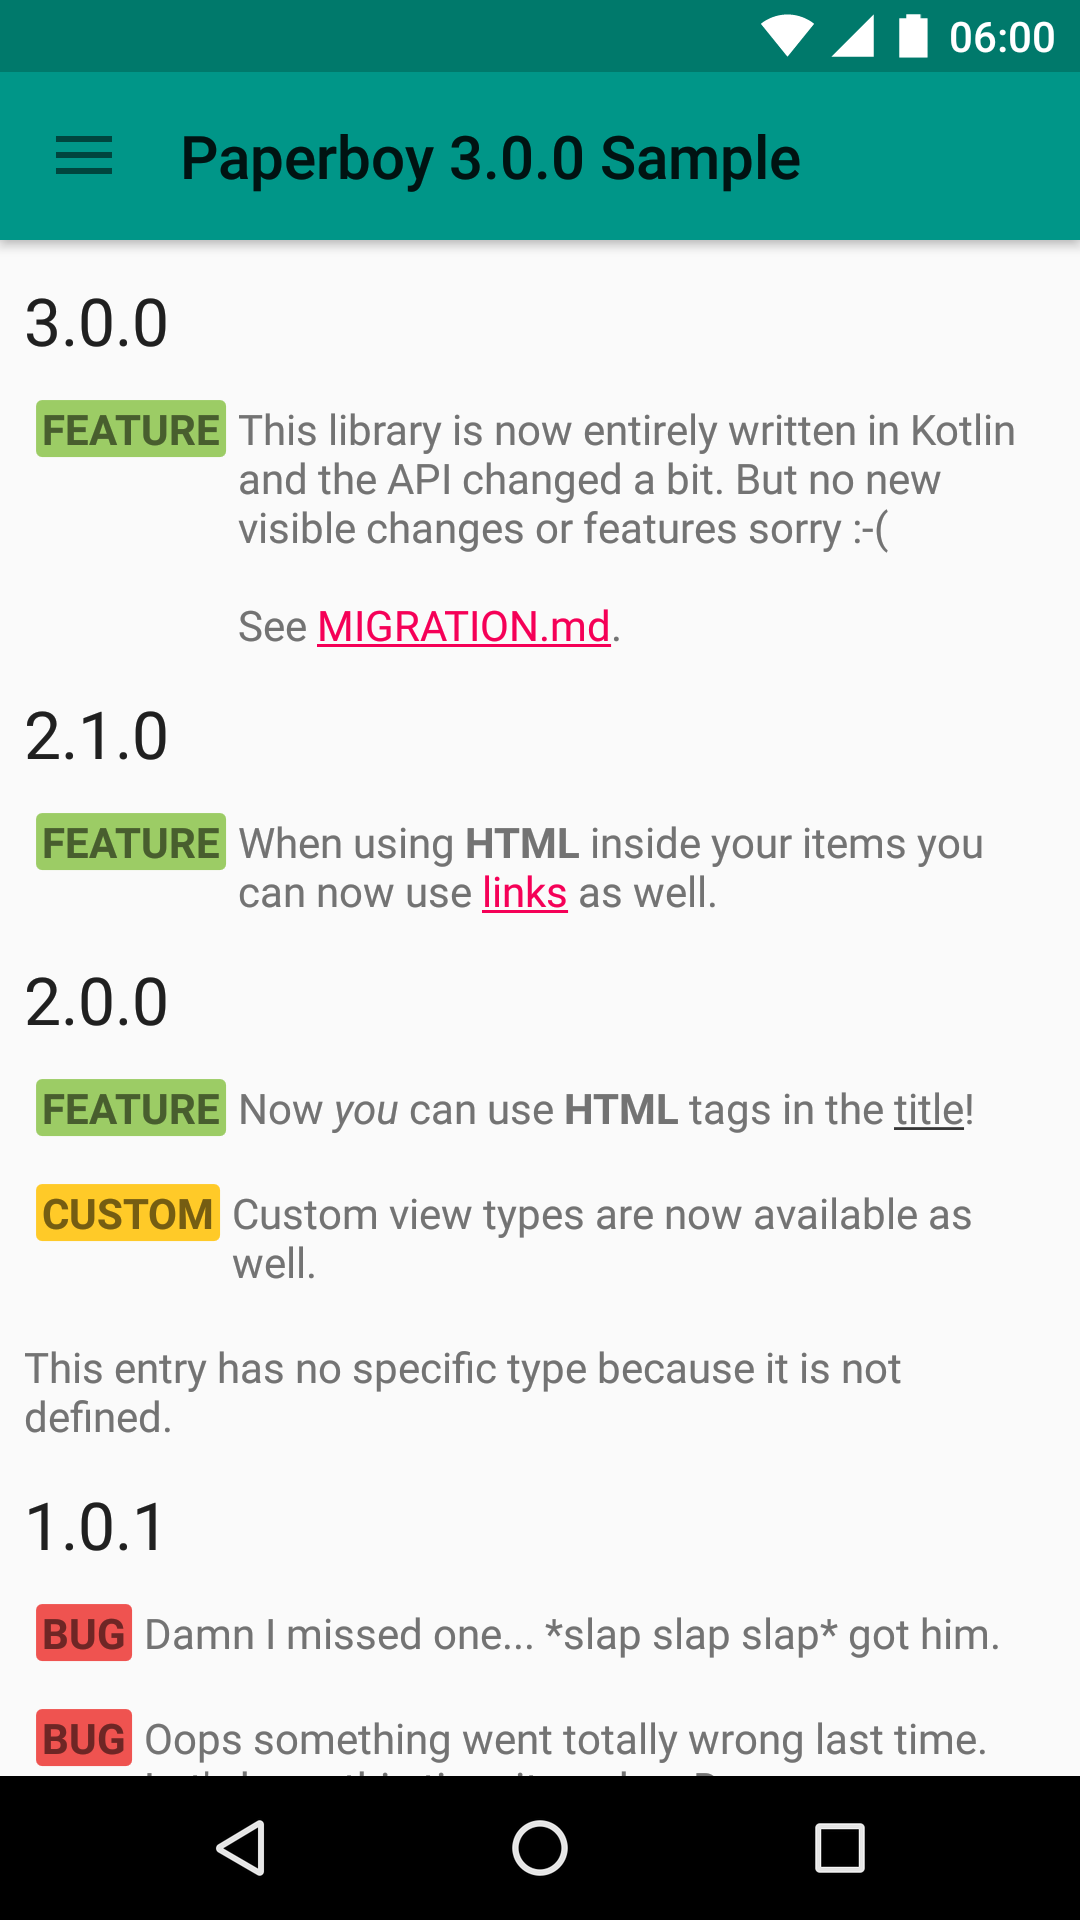 06:00
Paperboy 3.0.0 Sample
3.0.0
FEATURE This library is now entirely written in Kotlin
and the API changed a bit. But no new
visible changes or features sorry :-(
See MIGRATION.md.
2.1.0
FEATURE When using HTML inside your items you
can now use links as well.
2.0.0
FEATURE Now you can use HTML tags in the title!
CUSTOM Custom view types are now available as
well.
This entry has no specific type because it is not
defined.
1.0.1
BUG Damn I missed one... *slap slap slap* got him.
BUG Oops something went totally wrong last time.